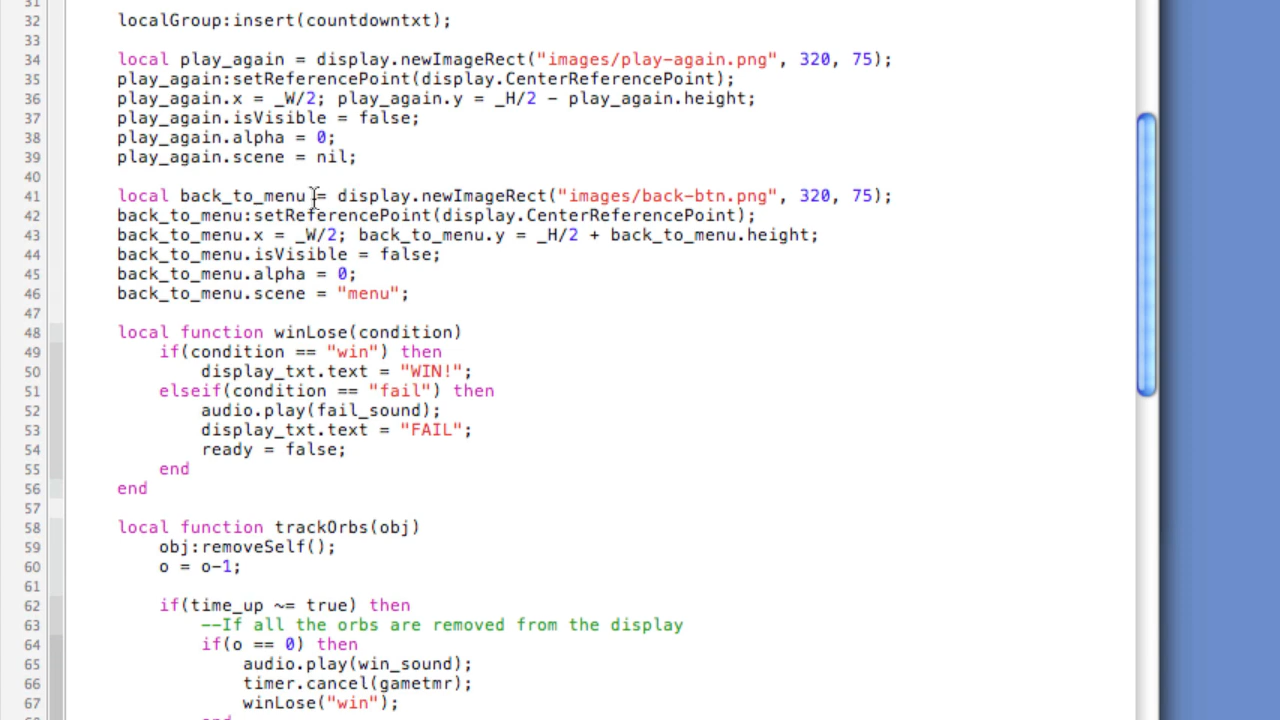 31
32 localGroup:insert(countdowntxt);
33
34 local play_again = display.newImageRect("images/play-again.png", 320, 75);
35 play_again:setReferencePoint(display.CenterReferencePoint);
36 play_again.x = _W/2; play_again.y = _H/2 - play_again.height;
37 play_again.isVisible = false;
38 play_again.alpha = 0;
39 play_again.scene = nil;
40
41 local back_to_menu = display.newImageRect("images/back-btn.png", 320, 75);
42 back_to_menu:setReferencePoint(display.CenterReferencePoint);
43 back_to_menu.x = _W/2; back_to_menu.y = _H/2 + back_to_menu.height;
44 back_to_menu.isVisible = false;
45 back_to_menu.alpha = 0;
46 back_to_menu.scene = "menu";
47
48 local function winLose(condition)
49 if(condition == "win") then
50 display_txt.text = "WIN!";
51 elseif(condition == "fail") then
52 audio.play(fail_sound);
53 display_txt.text = "FAIL";
54 ready = false;
55 end
56 end
57
58 local function trackOrbs(obj)
59 obj:removeSelf();
60 o = o-1;
61
62 if(time_up ~= true) then
63 --If all the orbs are removed from the display
64 if(o == 0) then
65 audio.play(win_sound);
66 timer.cancel(gametmr);
67 winLose("win");